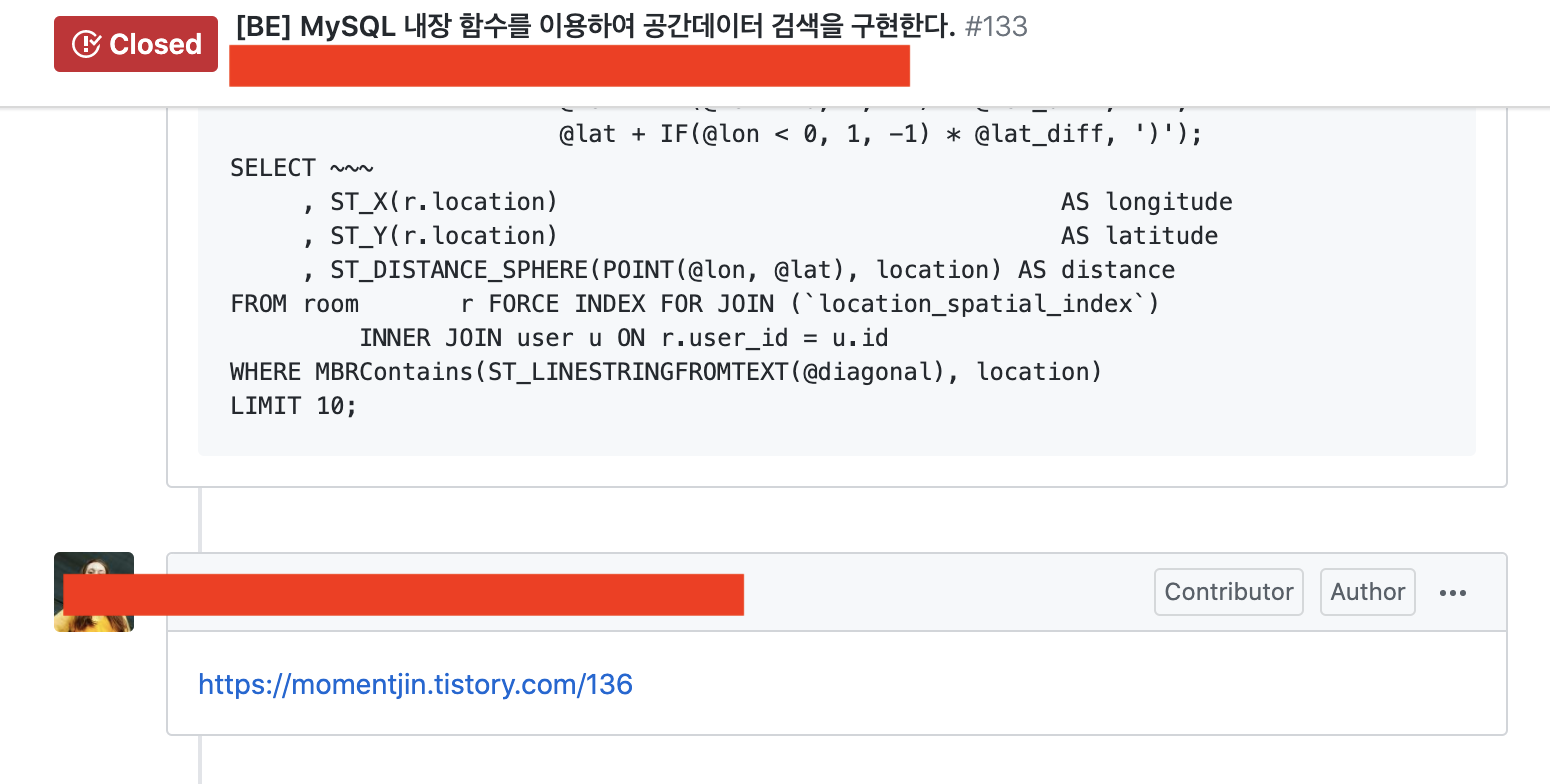 Closed
[BE] MySQL 내장 함수를 이용하여 공간데이터 검색을 구현한다. #133
@lat + IF(@lon < 0, 1, -1) * @lat_diff, ')');
SELECT ~~~
, ST_X(r.location) AS longitude
, ST_Y(r.location) AS latitude
, ST_DISTANCE_SPHERE(POINT(@lon, @lat), location) AS distance
FROM room r FORCE INDEX FOR JOIN (`location_spatial_index`)
INNER JOIN user u ON r.user_id = u.id
WHERE MBRContains(ST_LINESTRINGFROMTEXT(@diagonal), location)
LIMIT 10;
Contributor Author
https://momentjin.tistory.com/136